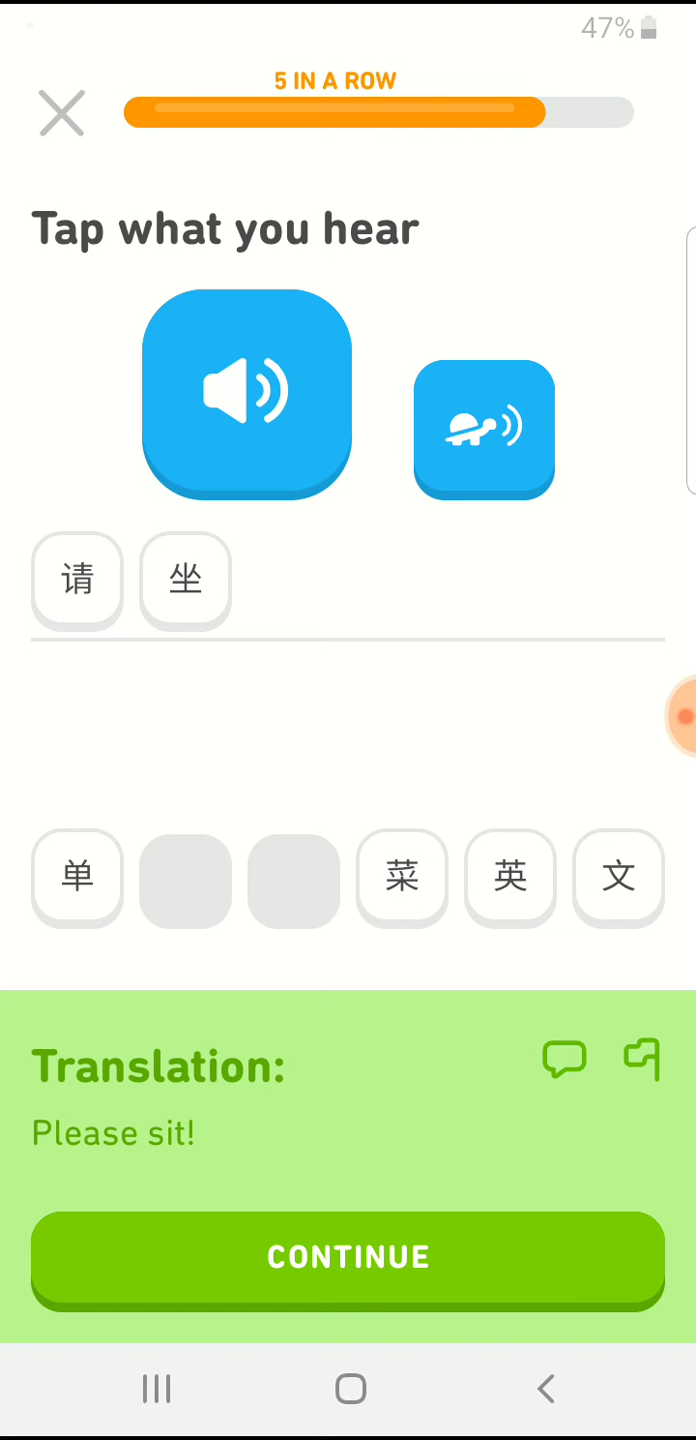 47%
5 IN A ROW
Tap what you hear
请 坐
单 菜 英 文
Translation:
Please sit!
CONTINUE